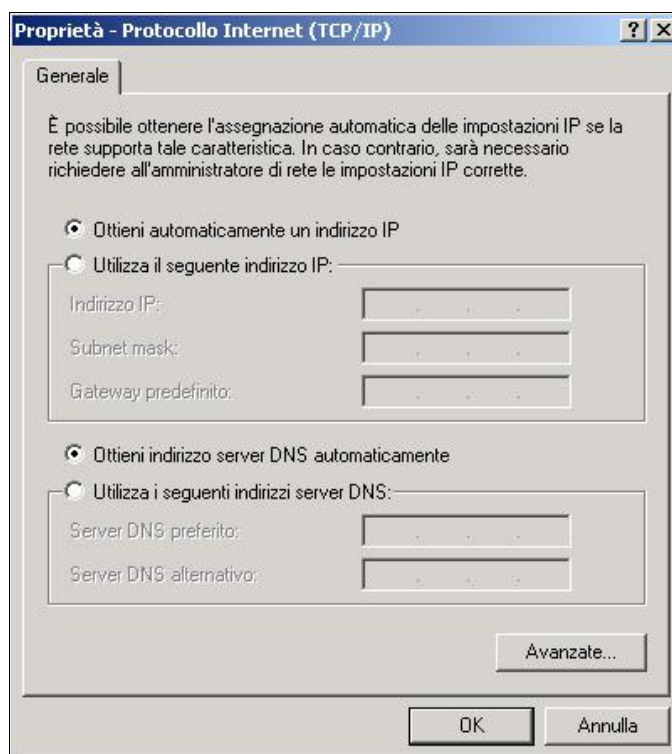 Proprietà - Protocollo Internet (TCP/IP)
Generale
È possibile ottenere l'assegnazione automatica delle impostazioni IP se la
rete supporta tale caratteristica. In caso contrario, sarà necessario
richiedere all'amministratore di rete le impostazioni IP corrette.
Ottieni automaticamente un indirizzo IP
Utilizza il seguente indirizzo IP:
Indirizzo IP:
Subnet mask:
Gateway predefinito:
Ottieni indirizzo server DNS automaticamente
Utilizza i seguenti indirizzi server DNS:
Server DNS preferito:
Server DNS alternativo:
Avanzate...
OK Annulla